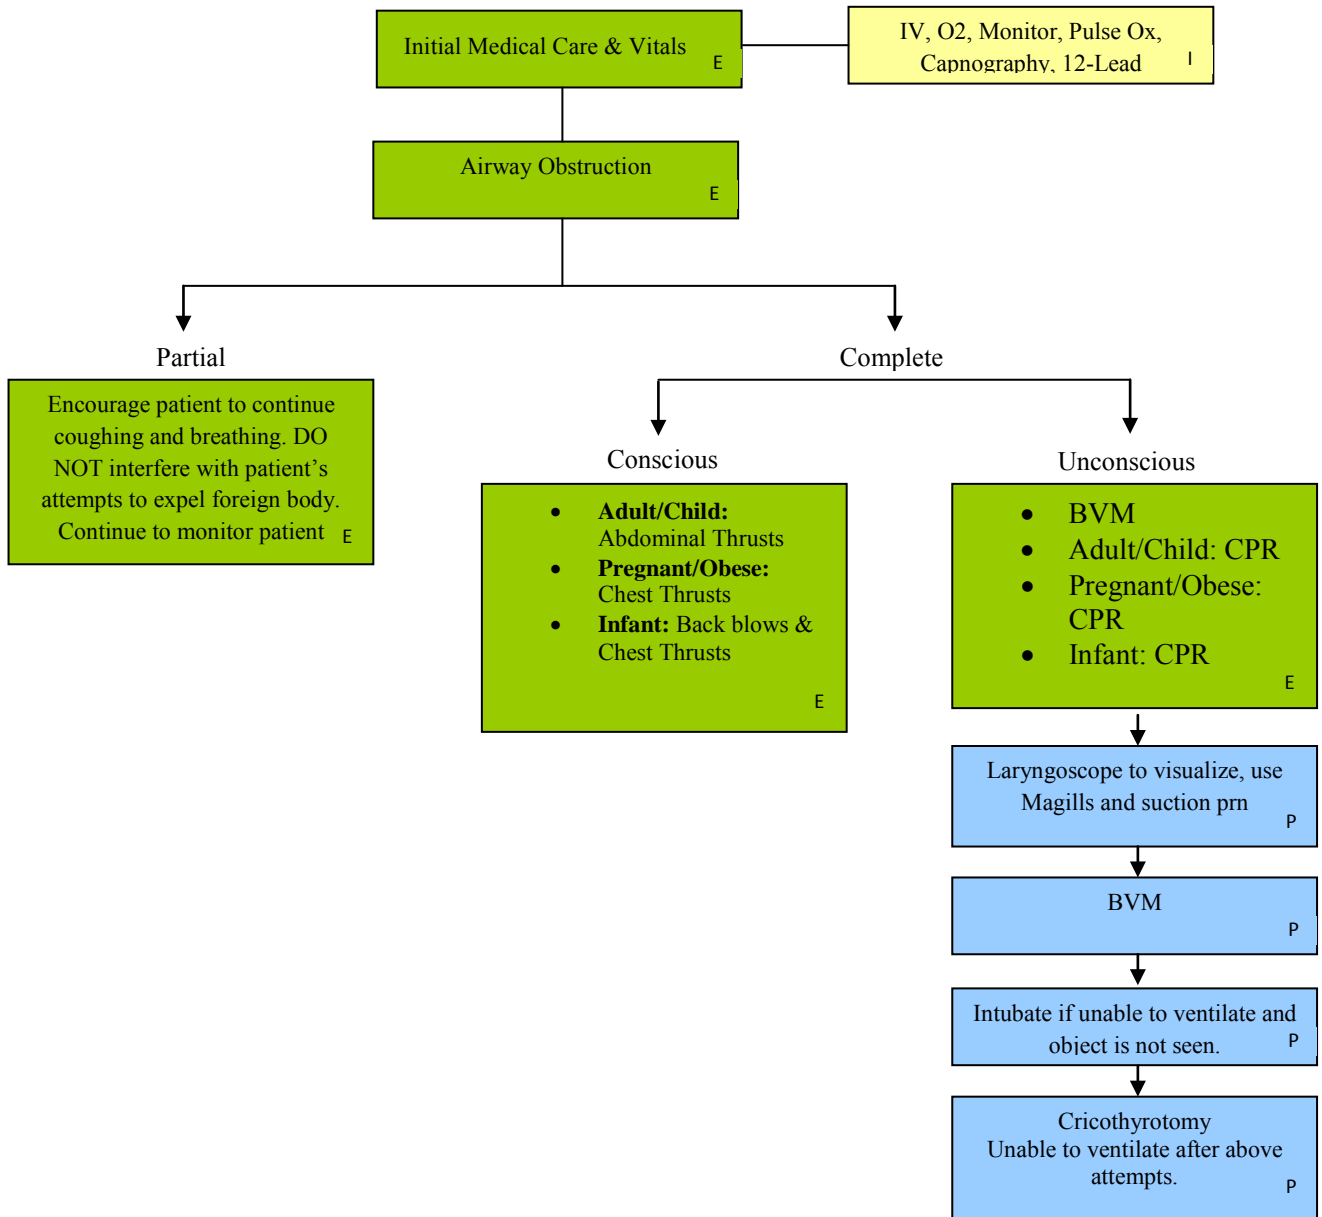 Initial Medical Care & Vitals
E
IV, O2, Monitor, Pulse Ox,
Capnography, 12-Lead
I
Airway Obstruction
E
Partial
Encourage patient to continue
coughing and breathing. DO
NOT interfere with patient's
attempts to expel foreign body.
Continue to monitor patient
E
Complete
Conscious
• Adult/Child:
Abdominal Thrusts
• Pregnant/Obese:
Chest Thrusts
• Infant: Back blows &
Chest Thrusts
E
Unconscious
• BVM
• Adult/Child: CPR
• Pregnant/Obese:
CPR
• Infant: CPR
E
Laryngoscope to visualize, use
Magills and suction prn
P
BVM
P
Intubate if unable to ventilate and
object is not seen.
P
Cricothyrotomy
Unable to ventilate after above
attempts.
P